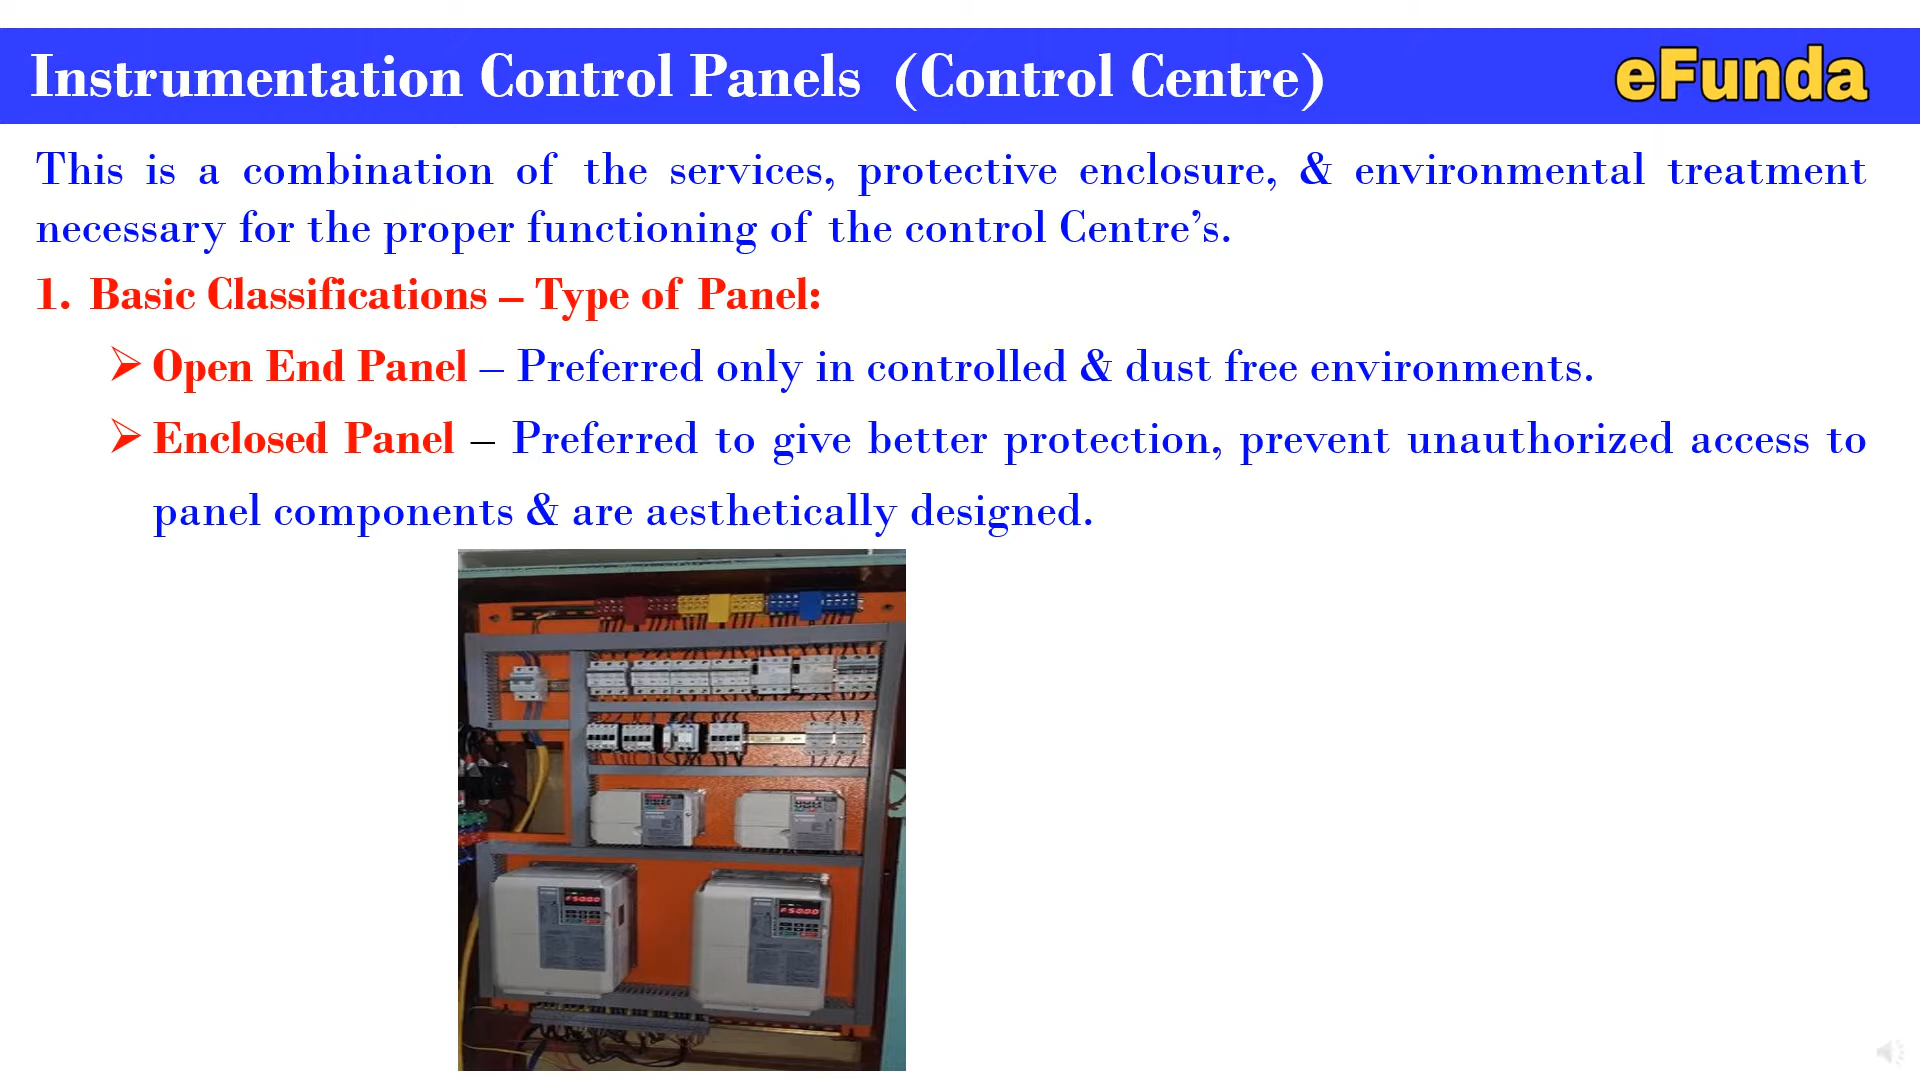 Instrumentation Control Panels (Control Centre)
eFunda
This is a combination of the services, protective enclosure, & environmental treatment
necessary for the proper functioning of the control Centre’s.
1. Basic Classifications – Type of Panel:
➢ Open End Panel – Preferred only in controlled & dust free environments.
➢ Enclosed Panel – Preferred to give better protection, prevent unauthorized access to
panel components & are aesthetically designed.